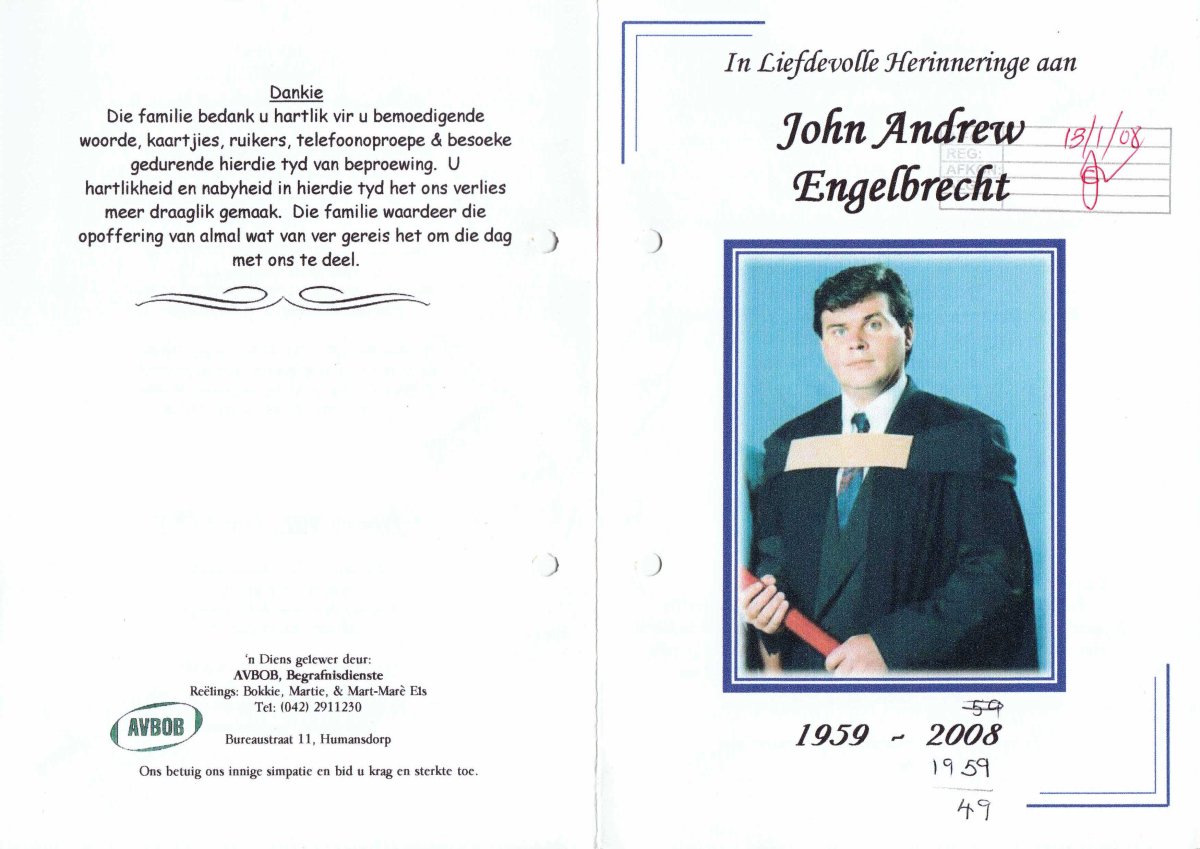 Dankie
Die familie bedank u hartlik vir u bemoedigende
woorde, kaartjies, ruikers, telefoonoproepe & besoeke
gedurende hierdie tyd van beproewing. U
hartlikheid en nabyheid in hierdie tyd het ons verlies
meer draaglik gemaak. Die familie waardeer die
opoffering van almal wat van ver gereis het om die dag
met ons te deel.
'n Diens gelewer deur:
AVBOB, Begrafnisdienste
Reëlings: Bokkie, Martie, & Mart-Marè Els
Tel: (042) 2911230
AVBOB
Bureaustraat 11, Humansdorp
Ons betuig ons innige simpatie en bid u krag en sterkte toe.
In Liefdevolle Herinneringe aan
John Andrew
Engelbrecht
13/1/08
REG:
1959 ~ 2008
59
1959
49